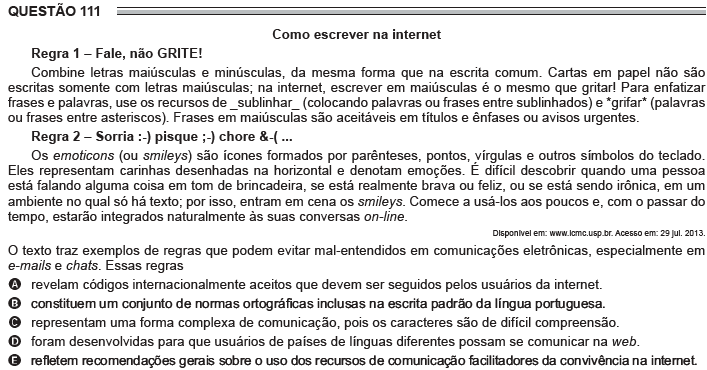 QUESTÃO 111
Como escrever na internet
Regra 1 – Fale, não GRITE!
Combine letras maiúsculas e minúsculas, da mesma forma que na escrita comum. Cartas em papel não são
escritas somente com letras maiúsculas; na internet, escrever em maiúsculas é o mesmo que gritar! Para enfatizar
frases e palavras, use os recursos de _sublinhar_ (colocando palavras ou frases entre sublinhados) e *grifar* (palavras
ou frases entre asteriscos). Frases em maiúsculas são aceitáveis em títulos e ênfases ou avisos urgentes.
Regra 2 – Sorria :-) pisque ;-) chore &-( ...
Os emoticons (ou smileys) são ícones formados por parênteses, pontos, vírgulas e outros símbolos do teclado.
Eles representam carinhas desenhadas na horizontal e denotam emoções. É difícil descobrir quando uma pessoa
está falando alguma coisa em tom de brincadeira, se está realmente brava ou feliz, ou se está sendo irônica, em um
ambiente no qual só há texto; por isso, entram em cena os smileys. Comece a usá-los aos poucos e, com o passar do
tempo, estarão integrados naturalmente às suas conversas on-line.
Disponível em: www.icmc.usp.br. Acesso em: 29 jul. 2013.
O texto traz exemplos de regras que podem evitar mal-entendidos em comunicações eletrônicas, especialmente em
e-mails e chats. Essas regras
A revelam códigos internacionalmente aceitos que devem ser seguidos pelos usuários da internet.
B constituem um conjunto de normas ortográficas inclusas na escrita padrão da língua portuguesa.
C representam uma forma complexa de comunicação, pois os caracteres são de difícil compreensão.
D foram desenvolvidas para que usuários de países de línguas diferentes possam se comunicar na web.
E refletem recomendações gerais sobre o uso dos recursos de comunicação facilitadores da convivência na internet.